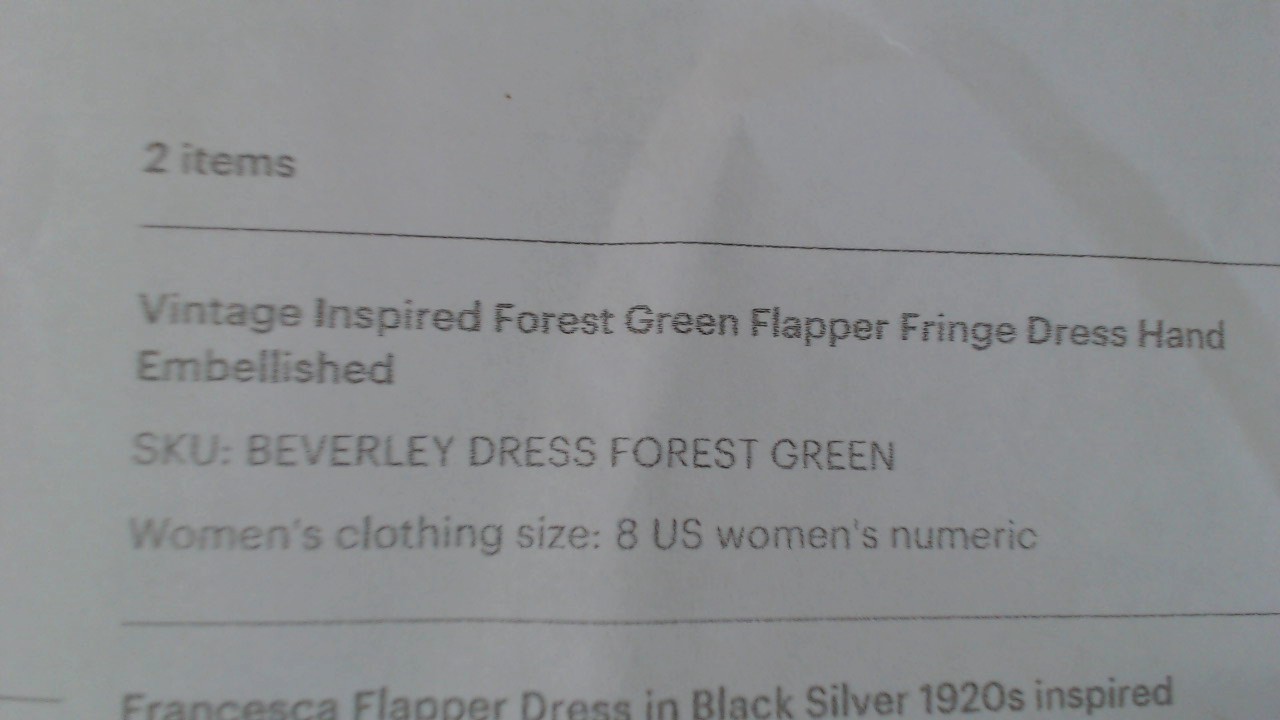 2 items
Vintage Inspired Forest Green Flapper Fringe Dress Hand
Embellished
SKU: BEVERLEY DRESS FOREST GREEN
Women's clothing size: 8 US women's numeric
Francesca Flapper Dress in Black Silver 1920s inspired